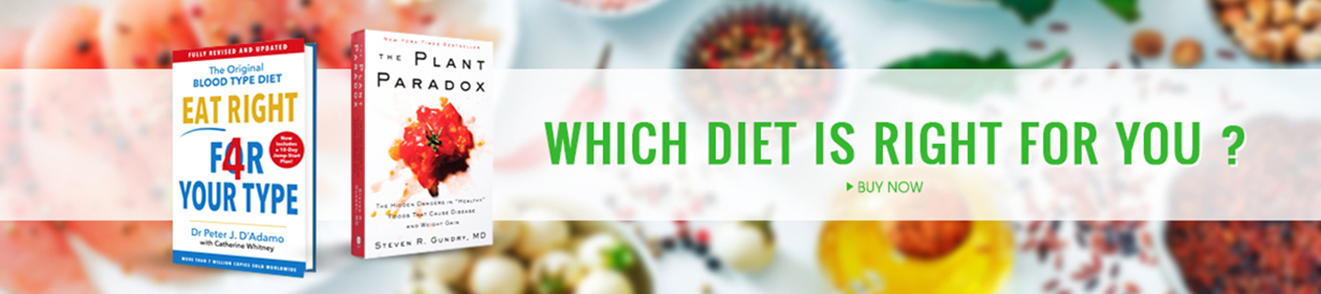 FULLY REVISED AND UPDATED
The Original
BLOOD TYPE DIET
EAT RIGHT
F4R
YOUR TYPE
Now
Includes
a 10-Day
Jump-Start
Plan!
Dr Peter J. D'Adamo
with Catherine Whitney
MORE THAN 7 MILLION COPIES SOLD WORLDWIDE
NEW YORK TIMES BESTSELLER
THE PLANT
PARADOX
THE HIDDEN DANGERS IN "HEALTHY"
FOODS THAT CAUSE DISEASE
AND WEIGHT GAIN
STEVEN R. GUNDRY, MD
WHICH DIET IS RIGHT FOR YOU ?
BUY NOW